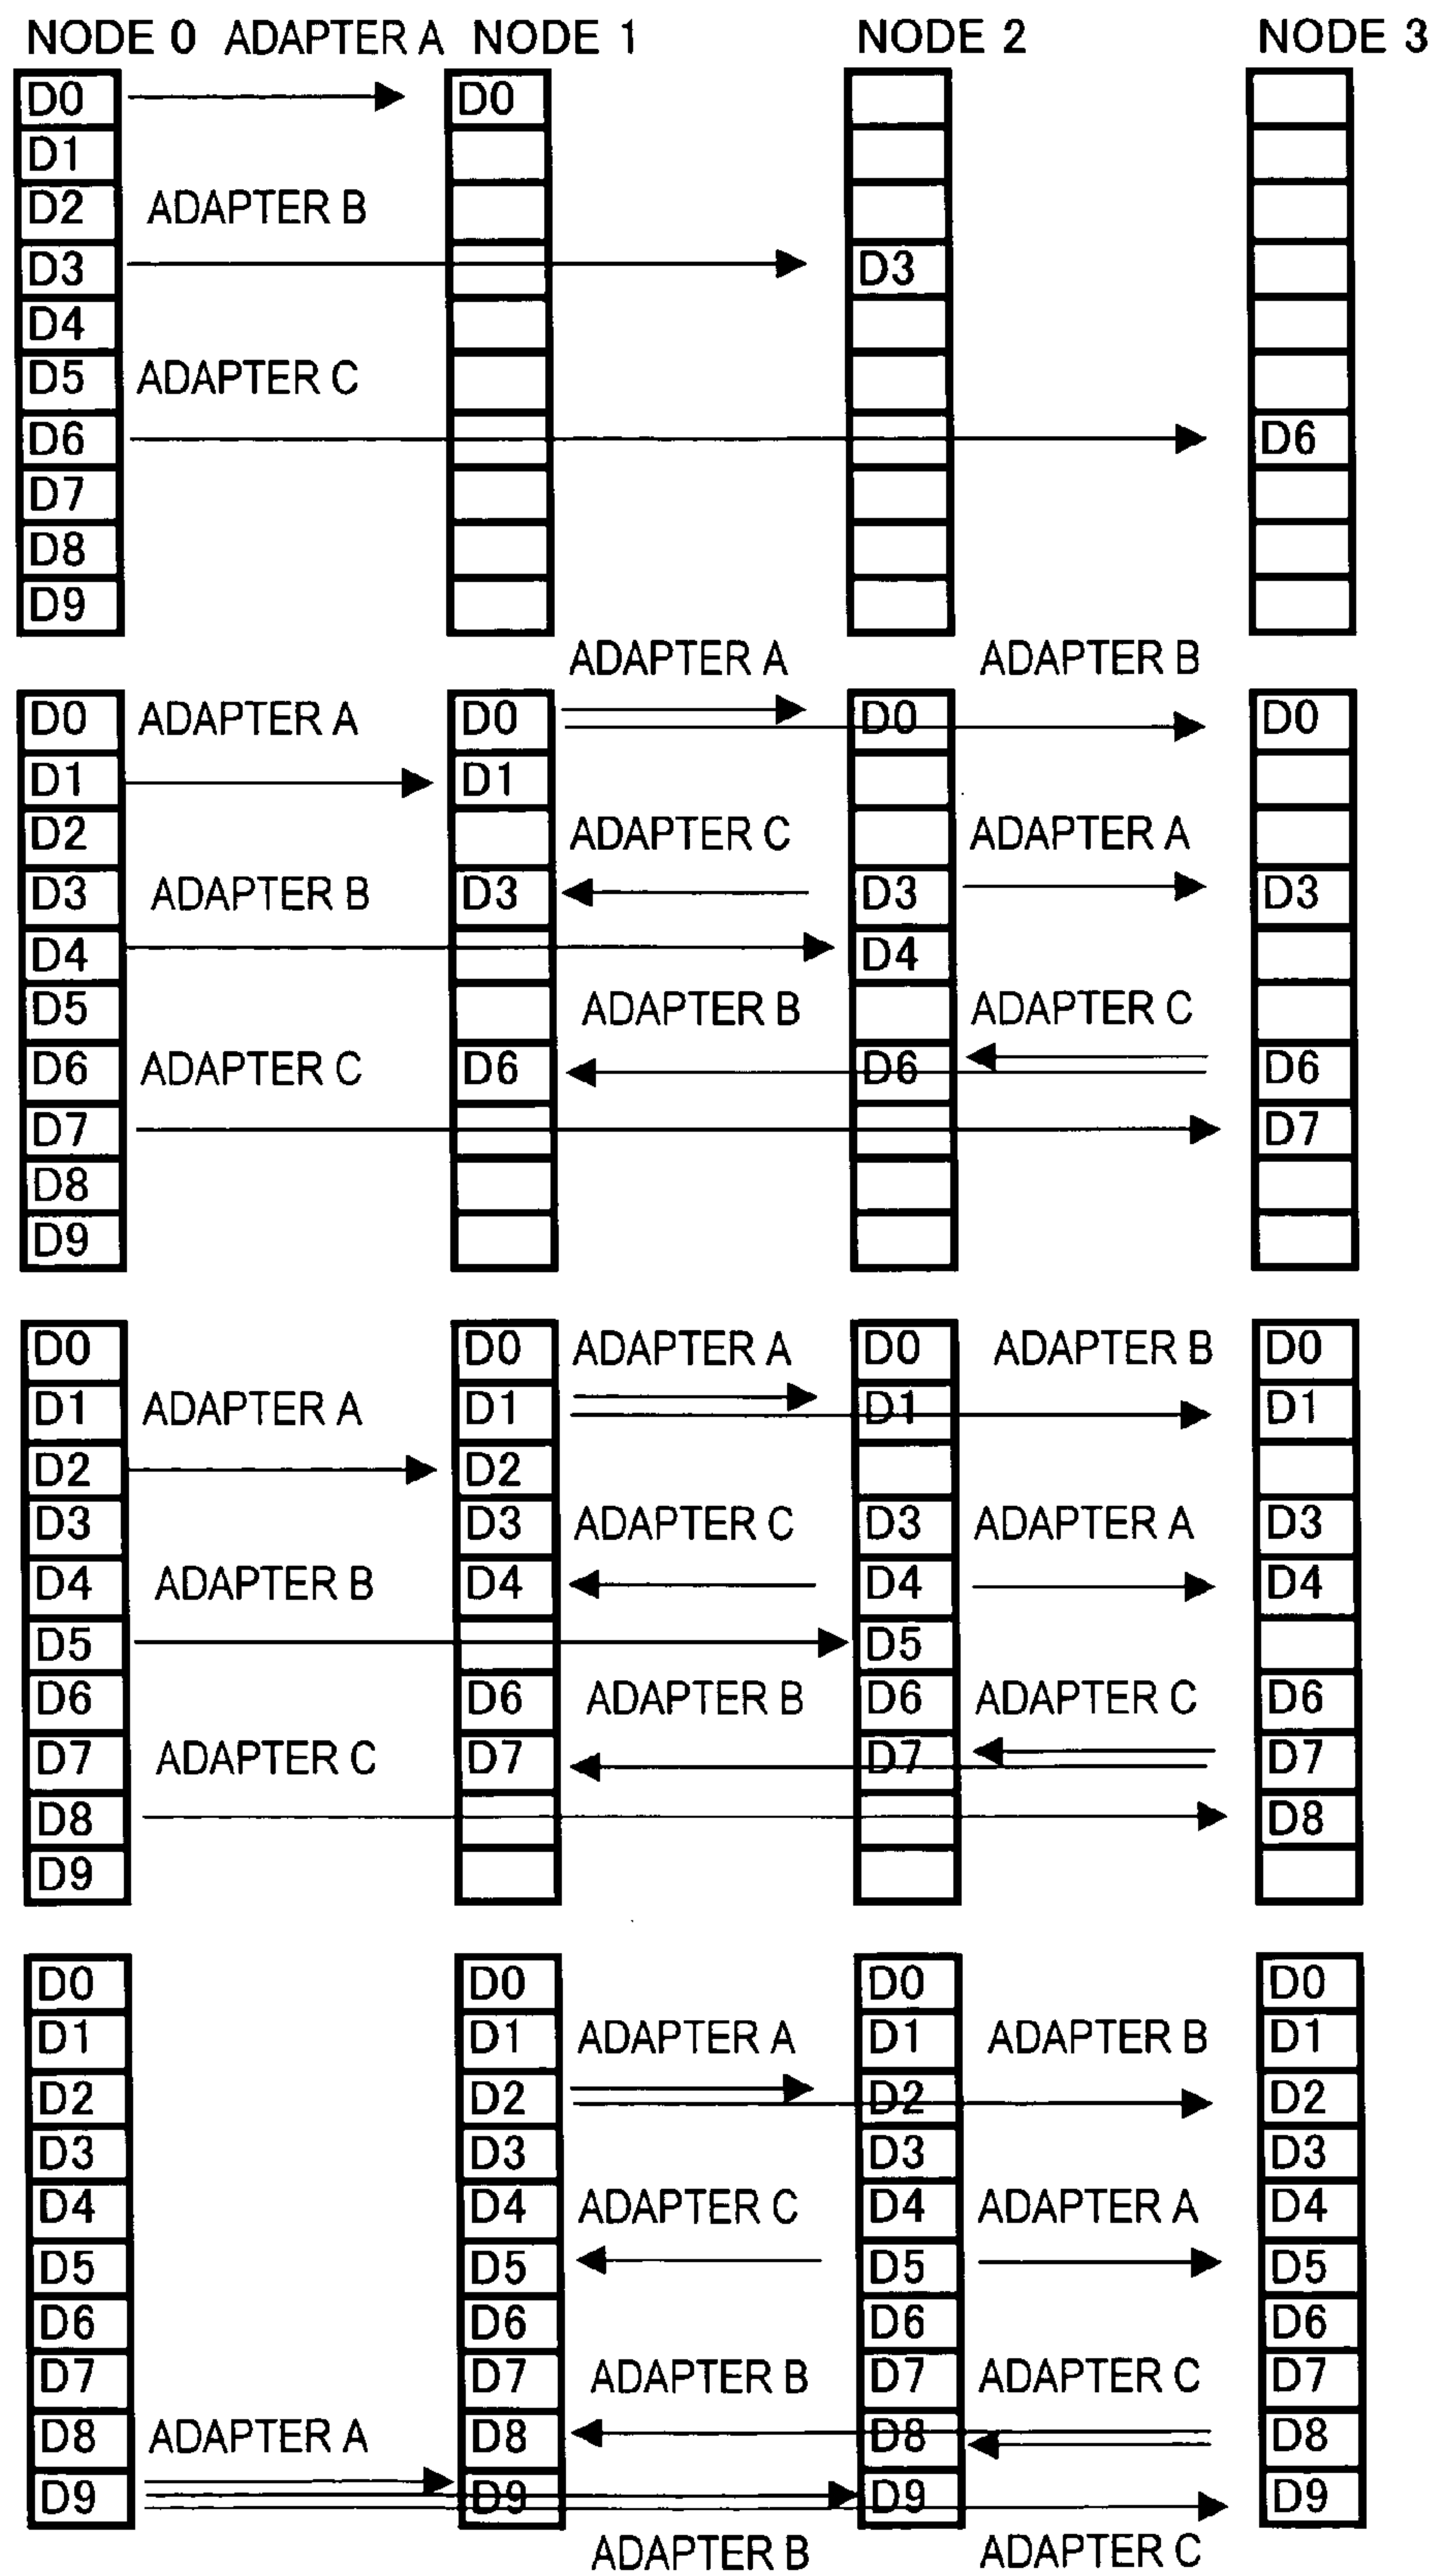 NODE 0 ADAPTER A NODE 1 NODE 2 NODE 3
D0 D0
D1
D2 ADAPTER B
D3 D3
D4
D5 ADAPTER C
D6 D6
D7
D8
D9
ADAPTER A ADAPTER B
D0 ADAPTER A D0 D0 D0
D1 D1
D2 ADAPTER C ADAPTER A
D3 ADAPTER B D3 D3 D3
D4 D4
D5 ADAPTER B ADAPTER C
D6 ADAPTER C D6 D6 D6
D7 D7
D8
D9
D0 D0 ADAPTER A D0 ADAPTER B D0
D1 ADAPTER A D1 D1 D1
D2 D2
D3 D3 ADAPTER C D3 ADAPTER A D3
D4 ADAPTER B D4 D4 D4
D5 D5
D6 D6 ADAPTER B D6 ADAPTER C D6
D7 ADAPTER C D7 D7 D7
D8 D8
D9
D0 D0 D0 D0
D1 D1 ADAPTER A D1 ADAPTER B D1
D2 D2 D2 D2
D3 D3 D3 D3
D4 D4 ADAPTER C D4 ADAPTER A D4
D5 D5 D5 D5
D6 D6 D6 D6
D7 D7 ADAPTER B D7 ADAPTER C D7
D8 ADAPTER A D8 D8 D8
D9 D9 D9 D9
ADAPTER B ADAPTER C